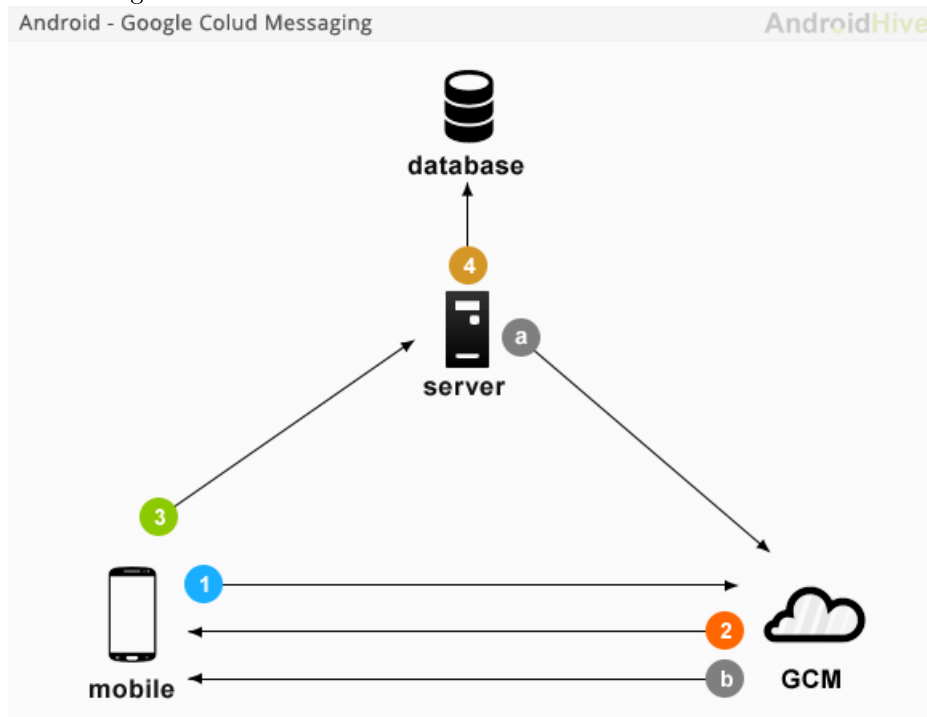 Android - Google Colud Messaging
AndroidHive
database
4
a
server
3
1
2
b
GCM
mobile